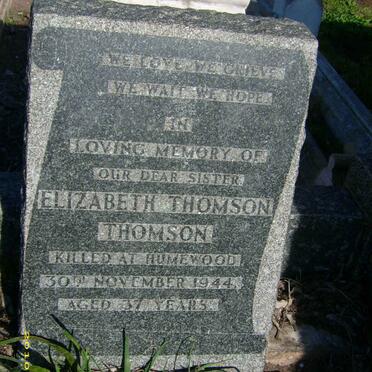 WE LOVE, WE GRIEVE
WE WAIT, WE HOPE.
IN
LOVING MEMORY OF
OUR DEAR SISTER
ELIZABETH THOMSON
THOMSON
KILLED AT HUMEWOOD
30TH NOVEMBER 1944
AGED 37 YEARS.